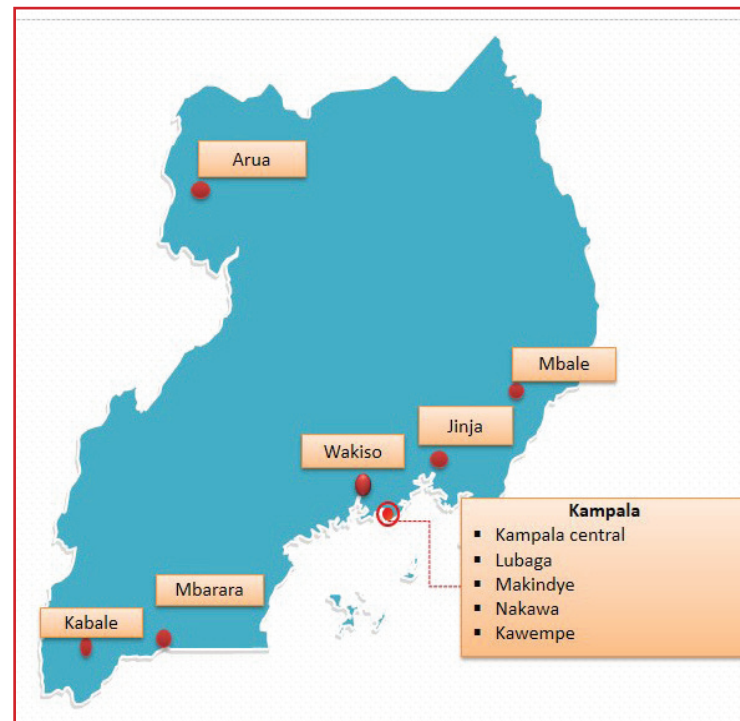 Arua
Mbale
Jinja
Wakiso
Kampala
▪ Kampala central
▪ Lubaga
▪ Makindye
▪ Nakawa
▪ Kawempe
Mbarara
Kabale